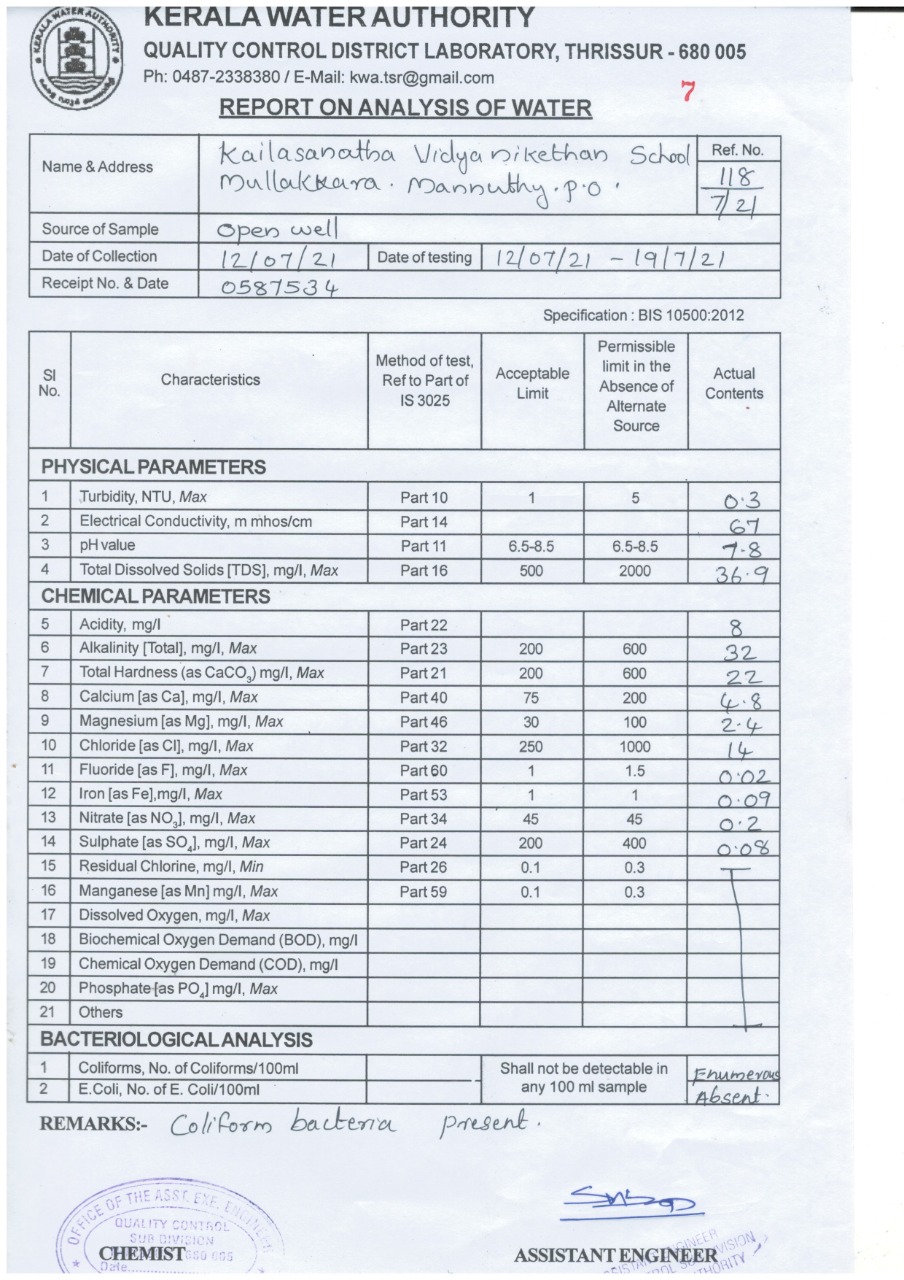 KERALA WATER AUTHORITY
KERALA WATER AUTHORITY
QUALITY CONTROL DISTRICT LABORATORY, THRISSUR - 680 005
Ph: 0487-2338380 / E-Mail: kwa.tsr@gmail.com
7
REPORT ON ANALYSIS OF WATER
Name & Address Kailasanatha Vidya nikethan School Mullakkara. Mannuthy.P.O. Ref. No. 118 7/21
Source of Sample Open well
Date of Collection 12/07/21 Date of testing 12/07/21 - 19/7/21
Receipt No. & Date 0587534
Specification : BIS 10500:2012
Sl No. Characteristics Method of test, Ref to Part of IS 3025 Acceptable Limit Permissible limit in the Absence of Alternate Source Actual Contents
PHYSICAL PARAMETERS
1 Turbidity, NTU, Max Part 10 1 5 0.3
2 Electrical Conductivity, m mhos/cm Part 14 67
3 pH value Part 11 6.5-8.5 6.5-8.5 7.8
4 Total Dissolved Solids [TDS], mg/l, Max Part 16 500 2000 36.9
CHEMICAL PARAMETERS
5 Acidity, mg/l Part 22 8
6 Alkalinity [Total], mg/l, Max Part 23 200 600 32
7 Total Hardness (as CaCO3) mg/l, Max Part 21 200 600 22
8 Calcium [as Ca], mg/l, Max Part 40 75 200 4.8
9 Magnesium [as Mg], mg/l, Max Part 46 30 100 2.4
10 Chloride [as Cl], mg/l, Max Part 32 250 1000 14
11 Fluoride [as F], mg/l, Max Part 60 1 1.5 0.02
12 Iron [as Fe],mg/l, Max Part 53 1 1 0.09
13 Nitrate [as NO3], mg/l, Max Part 34 45 45 0.2
14 Sulphate [as SO4], mg/l, Max Part 24 200 400 0.08
15 Residual Chlorine, mg/l, Min Part 26 0.1 0.3
16 Manganese [as Mn] mg/l, Max Part 59 0.1 0.3
17 Dissolved Oxygen, mg/l, Max
18 Biochemical Oxygen Demand (BOD), mg/l
19 Chemical Oxygen Demand (COD), mg/l
20 Phosphate [as PO4] mg/l, Max
21 Others
BACTERIOLOGICAL ANALYSIS
1 Coliforms, No. of Coliforms/100ml Shall not be detectable in any 100 ml sample Enumerous
2 E.Coli, No. of E. Coli/100ml Absent.
REMARKS:- Coliform bacteria present.
OFFICE OF THE ASST. EXE. ENGINEER
QUALITY CONTROL
SUB DIVISION
680 005
Date
CHEMIST
ASSISTANT ENGINEER